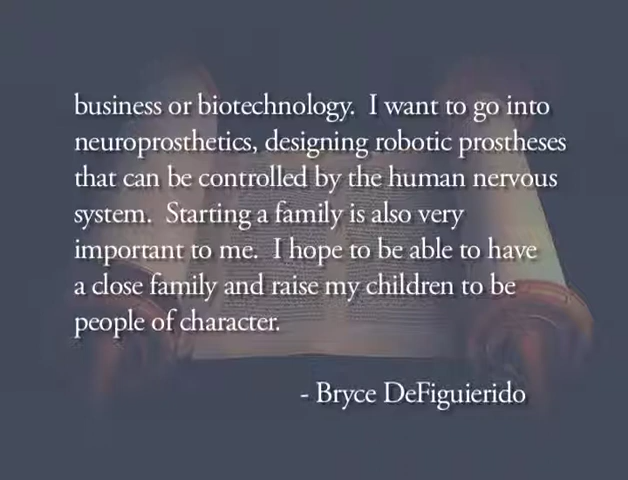 business or biotechnology. I want to go into
neuroprosthetics, designing robotic prostheses
that can be controlled by the human nervous
system. Starting a family is also very
important to me. I hope to be able to have
a close family and raise my children to be
people of character.
- Bryce DeFiguierido